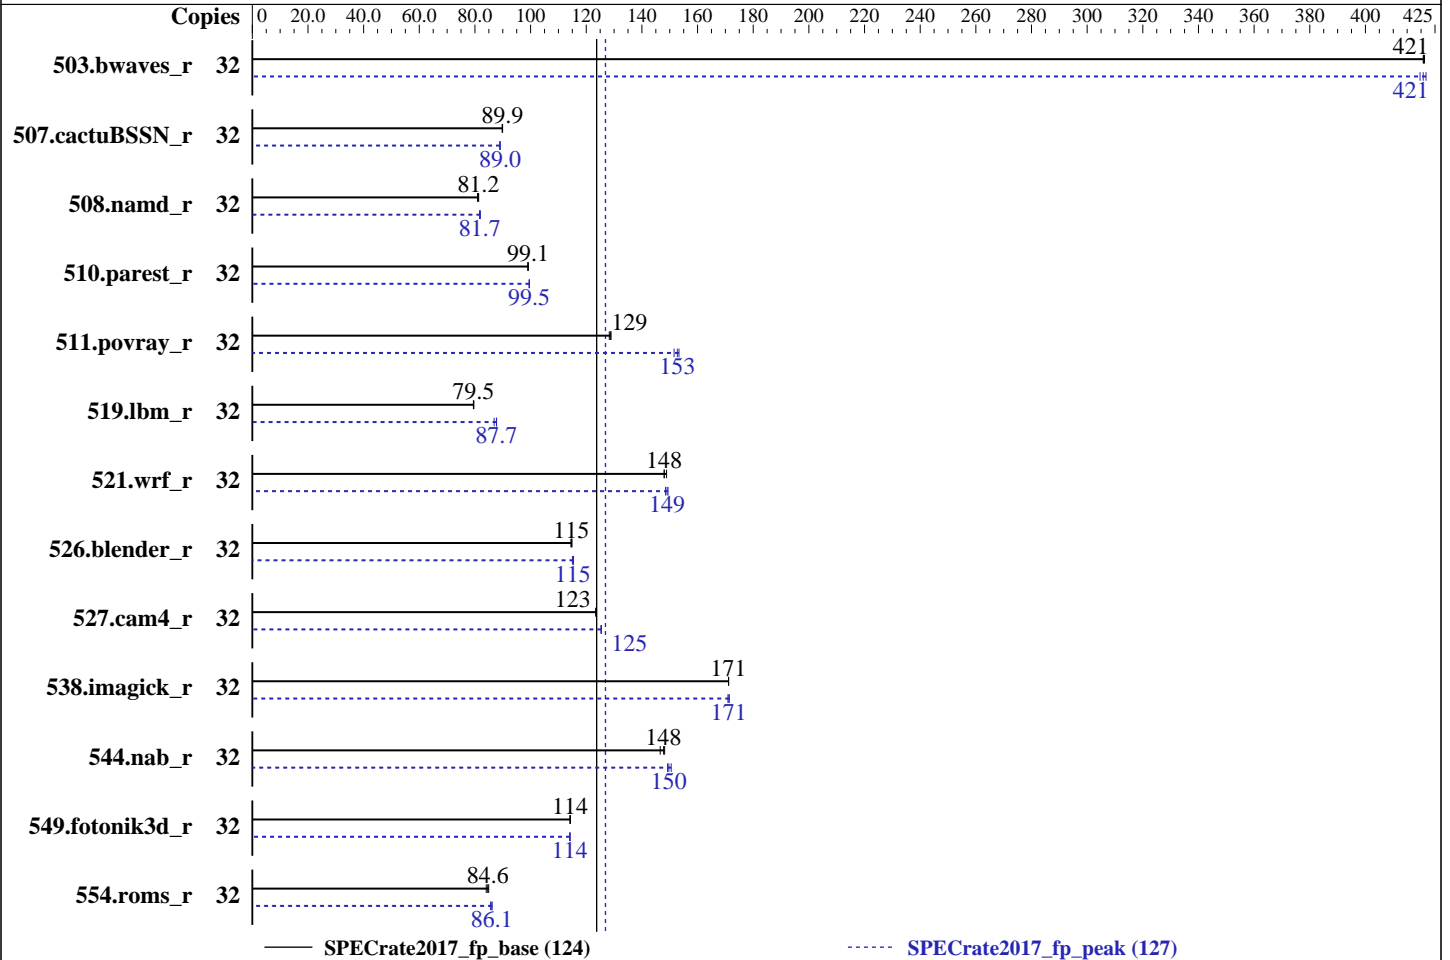 Copies 0 20.0 40.0 60.0 80.0 100 120 140 160 180 200 220 240 260 280 300 320 340 360 380 400 425
503.bwaves_r 32 421
421
507.cactuBSSN_r 32 89.9
89.0
508.namd_r 32 81.2
81.7
510.parest_r 32 99.1
99.5
511.povray_r 32 129
153
519.lbm_r 32 79.5
87.7
521.wrf_r 32 148
149
526.blender_r 32 115
115
527.cam4_r 32 123
125
538.imagick_r 32 171
171
544.nab_r 32 148
150
549.fotonik3d_r 32 114
114
554.roms_r 32 84.6
86.1
SPECrate2017_fp_base (124) SPECrate2017_fp_peak (127)